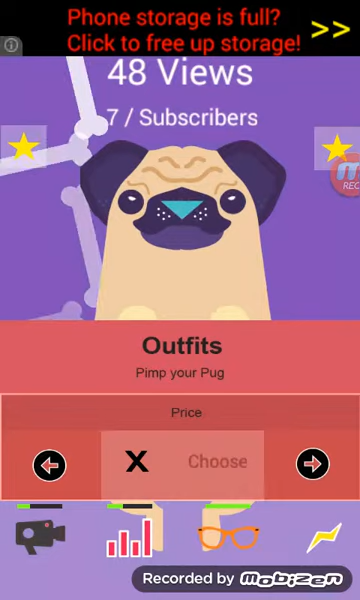 Phone storage is full?
Click to free up storage!
>>
48 Views
7 / Subscribers
REC
Outfits
Pimp your Pug
Price
X
Choose
Recorded by mobizen